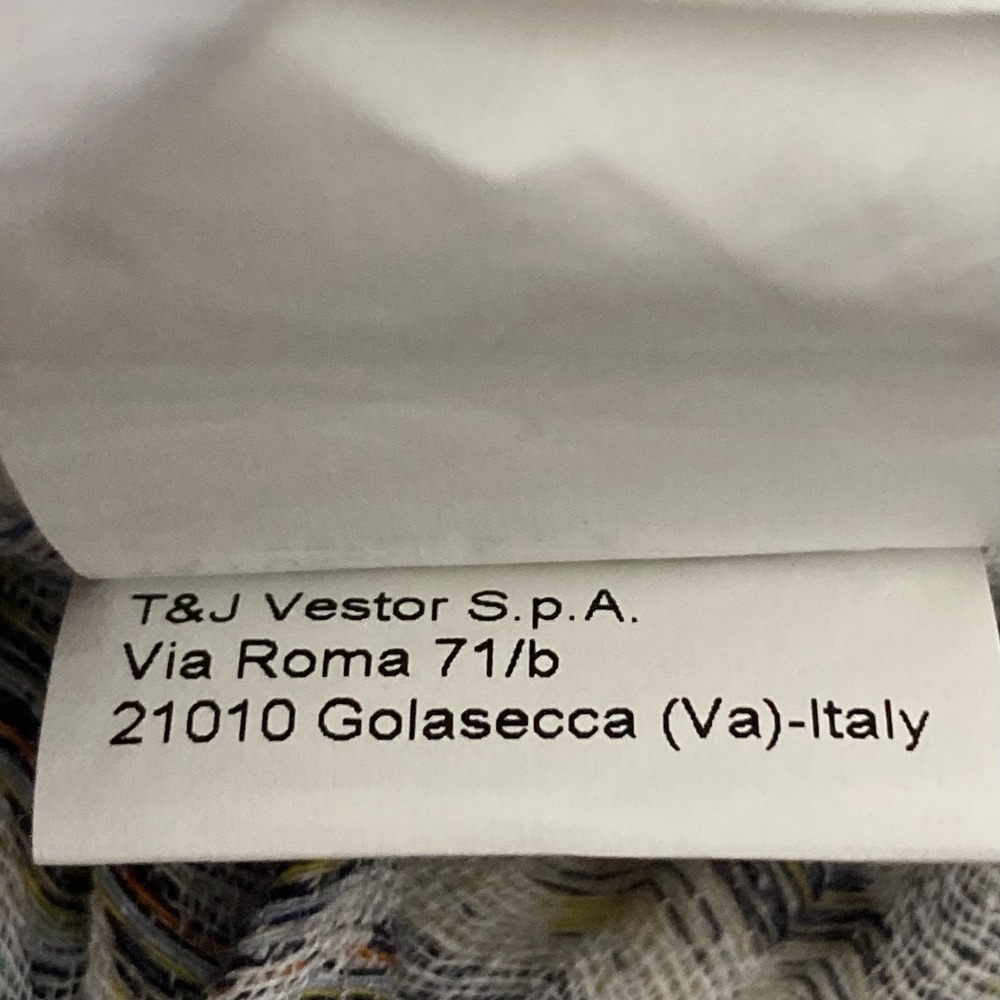 T&J Vestor S.p.A.
Via Roma 71/b
21010 Golasecca (Va)-Italy